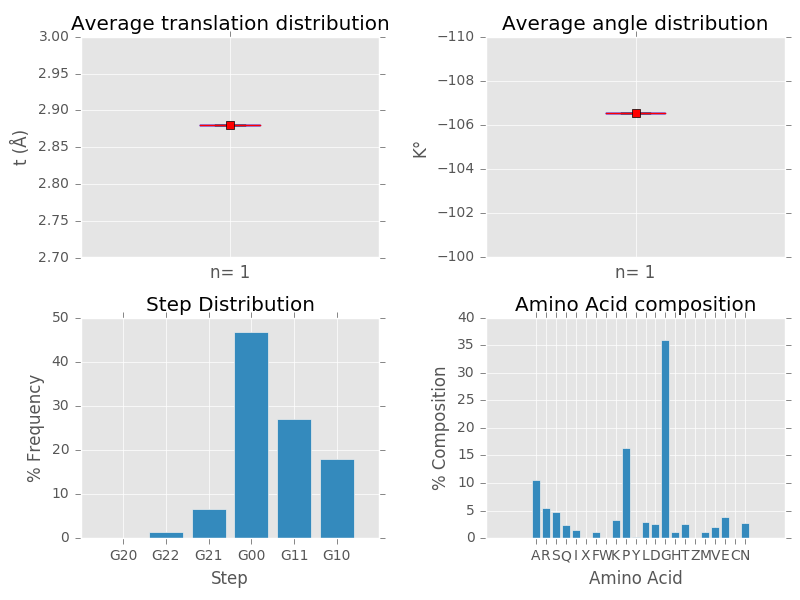 Average translation distribution
3.00
2.95
2.90
2.85
2.80
2.75
2.70
t (Å)
n= 1
Average angle distribution
−110
−108
−106
−104
−102
−100
K°
n= 1
Step Distribution
50
40
30
20
10
0
% Frequency
G20 G22 G21 G00 G11 G10
Step
Amino Acid composition
40
35
30
25
20
15
10
5
0
% Composition
A R S Q I X F W K P Y L D G H T Z M V E C N
Amino Acid